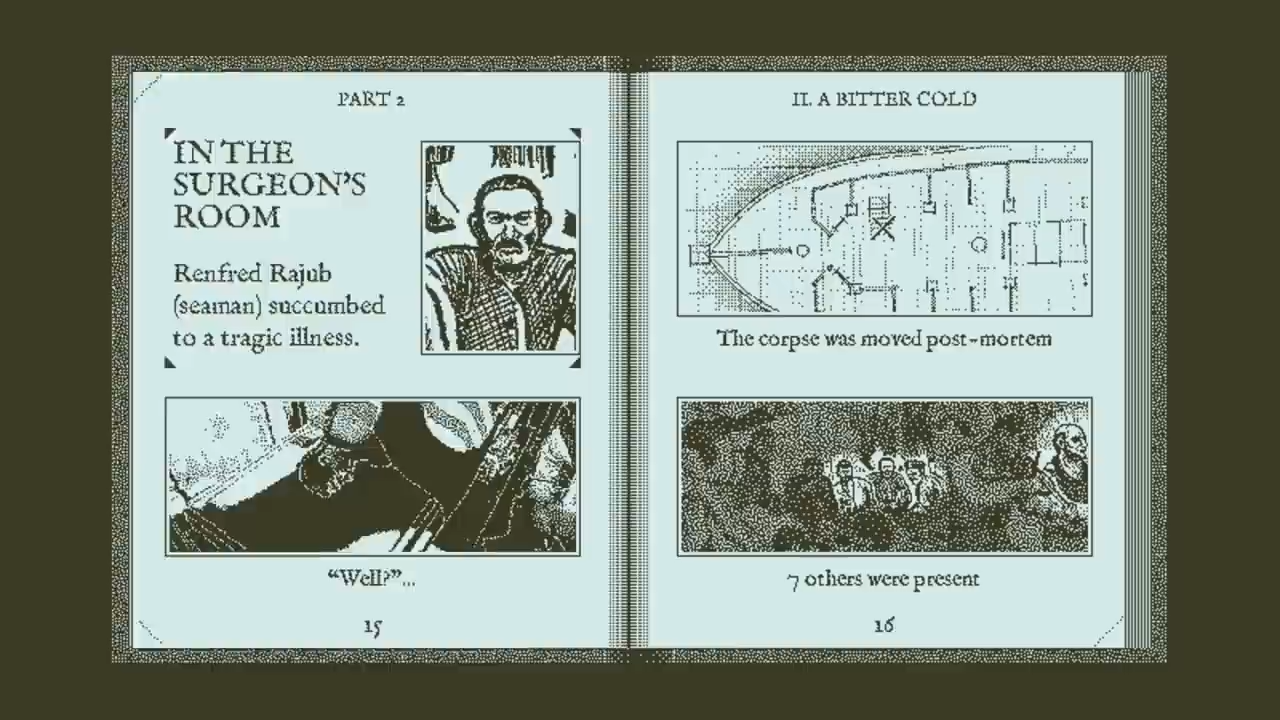 PART 2
IN THE
SURGEON'S
ROOM
Renfred Rajub
(seaman) succumbed
to a tragic illness.
“Well?”...
15
II. A BITTER COLD
The corpse was moved post-mortem
7 others were present
16